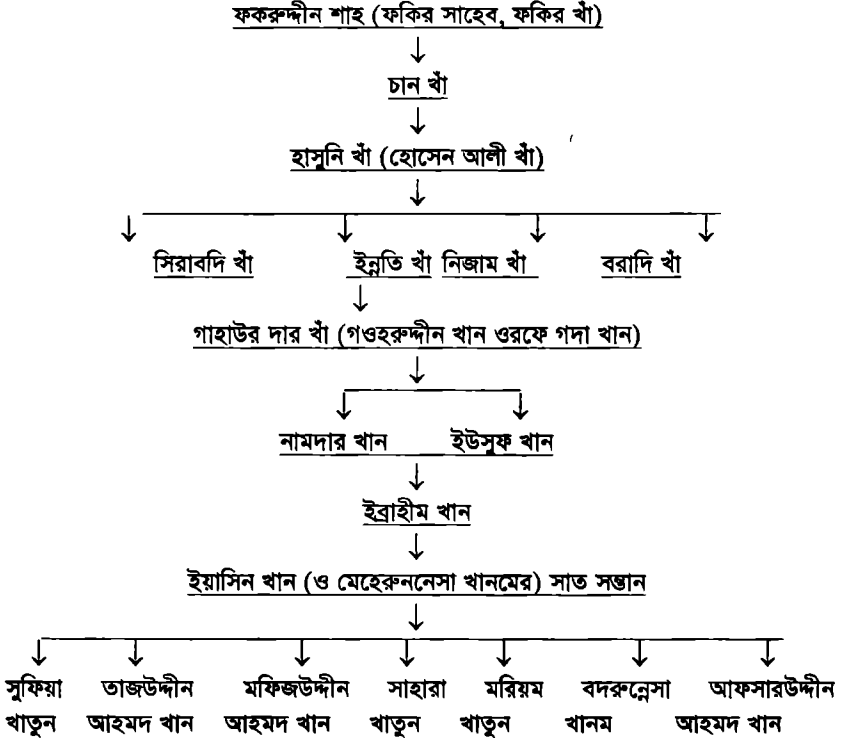 ফকরুদ্দীন শাহ (ফকির সাহেব, ফকির খাঁ)
চান খাঁ
হাসুনি খাঁ (হোসেন আলী খাঁ)
সিরাবদি খাঁ ইন্নতি খাঁ নিজাম খাঁ বরাদি খাঁ
গাহাউর দার খাঁ (গওহরুদ্দীন খান ওরফে গদা খান)
নামদার খান ইউসুফ খান
ইব্রাহীম খান
ইয়াসিন খান (ও মেহেরুননেসা খানমের) সাত সন্তান
সুফিয়া তাজউদ্দীন মফিজউদ্দীন সাহারা মরিয়ম বদরুন্নেসা আফসারউদ্দীন
খাতুন আহমদ খান আহমদ খান খাতুন খাতুন খানম আহমদ খান